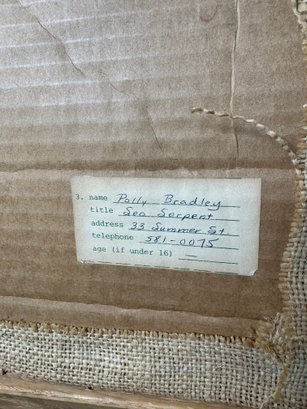 3. name Polly Bradley
title Sea Serpent
address 33 Summer St
telephone 581-0075
age (if under 16) —